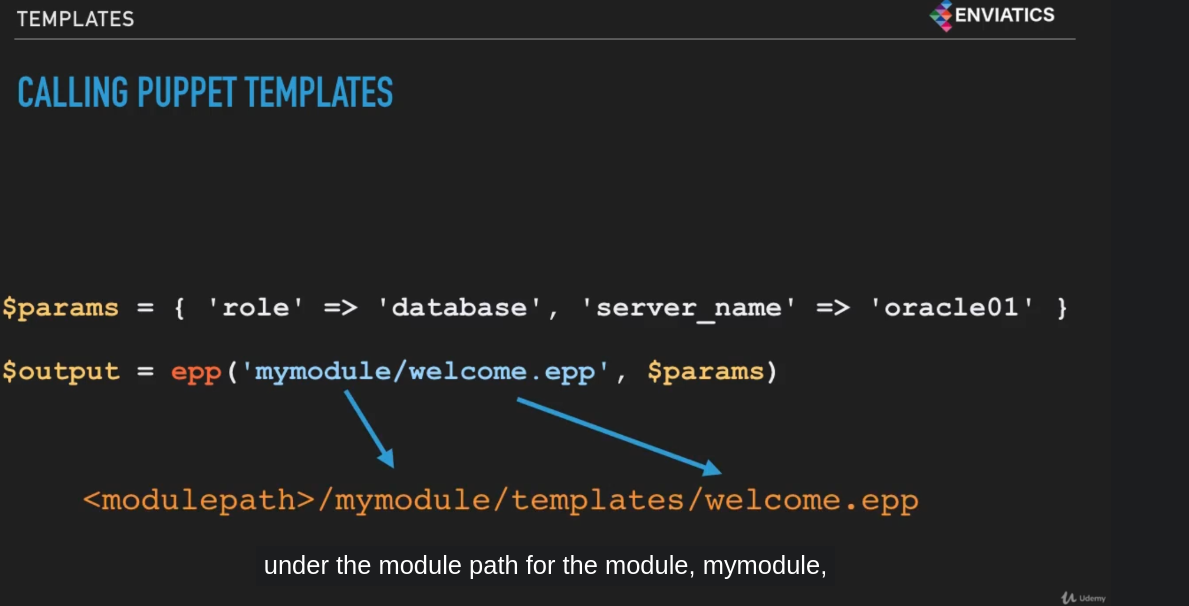 TEMPLATES
ENVIATICS
CALLING PUPPET TEMPLATES
$params = { 'role' => 'database', 'server_name' => 'oracle01' }
$output = epp('mymodule/welcome.epp', $params)
<modulepath>/mymodule/templates/welcome.epp
under the module path for the module, mymodule,
Udemy